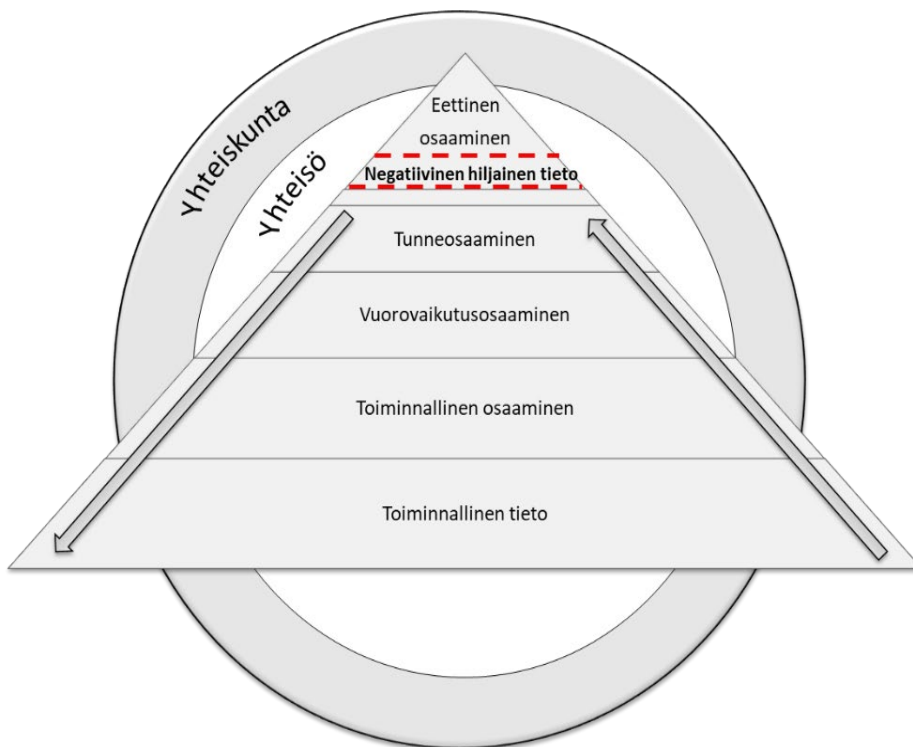 Yhteiskunta
Yhteisö
Eettinen
osaaminen
Negatiivinen hiljainen tieto
Tunneosaaminen
Vuorovaikutusosaaminen
Toiminnallinen osaaminen
Toiminnallinen tieto